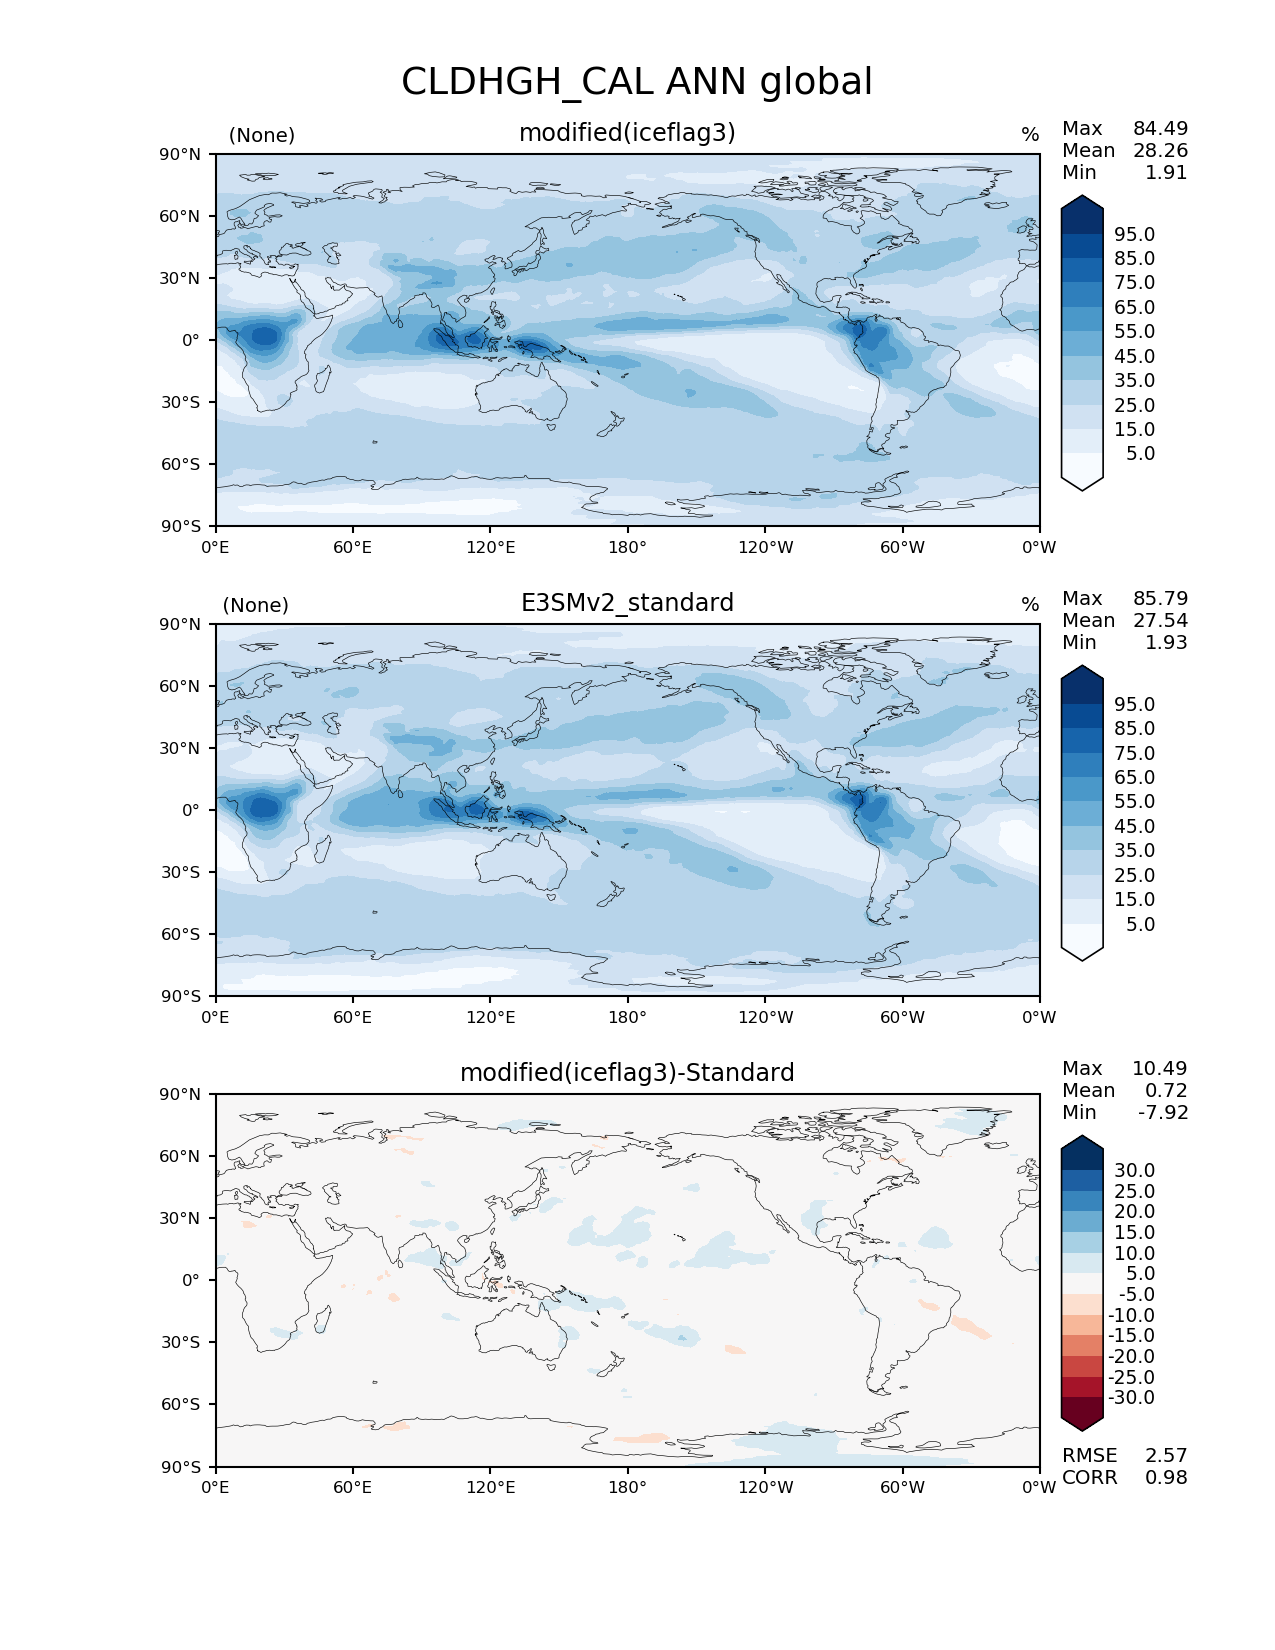 CLDHGH_CAL ANN global
(None) modified(iceflag3) %
Max 84.49
Mean 28.26
Min 1.91
90°N
60°N
30°N
0°
30°S
60°S
90°S
0°E 60°E 120°E 180° 120°W 60°W 0°W
95.0
85.0
75.0
65.0
55.0
45.0
35.0
25.0
15.0
5.0
(None) E3SMv2_standard %
Max 85.79
Mean 27.54
Min 1.93
90°N
60°N
30°N
0°
30°S
60°S
90°S
0°E 60°E 120°E 180° 120°W 60°W 0°W
95.0
85.0
75.0
65.0
55.0
45.0
35.0
25.0
15.0
5.0
modified(iceflag3)-Standard
Max 10.49
Mean 0.72
Min -7.92
90°N
60°N
30°N
0°
30°S
60°S
90°S
0°E 60°E 120°E 180° 120°W 60°W 0°W
30.0
25.0
20.0
15.0
10.0
5.0
-5.0
-10.0
-15.0
-20.0
-25.0
-30.0
RMSE 2.57
CORR 0.98